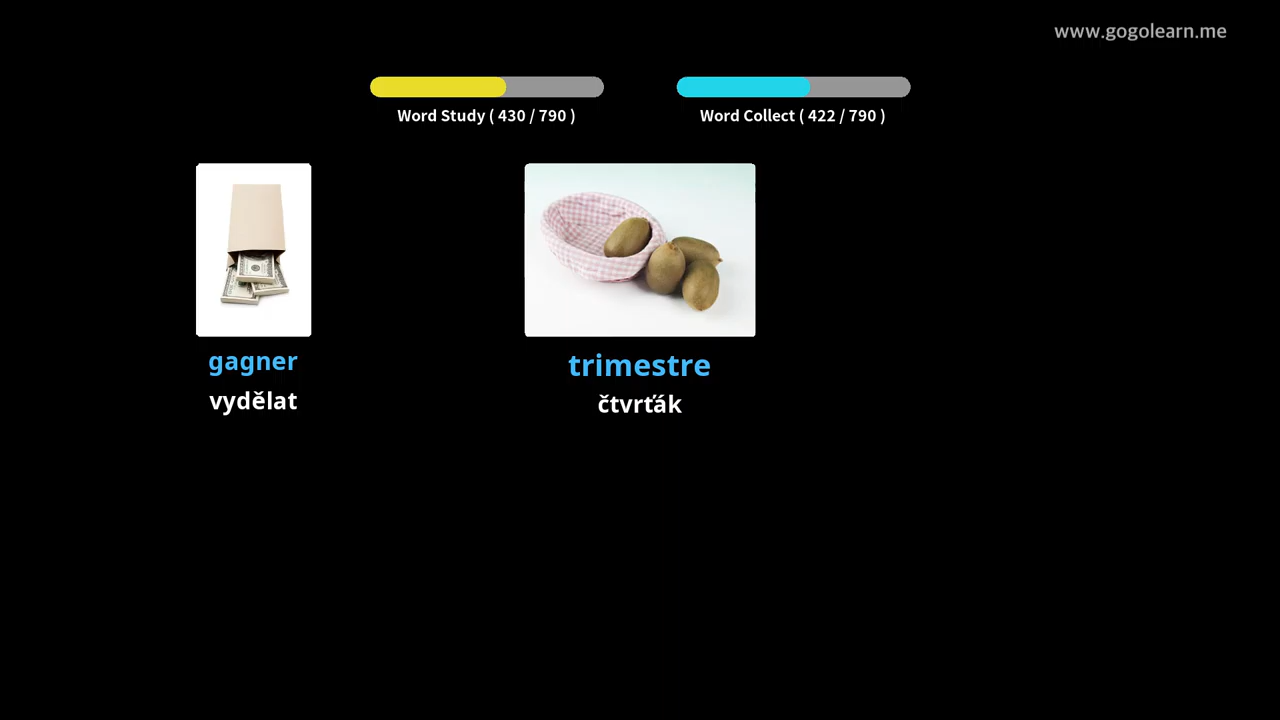 www.gogolearn.me
Word Study ( 430 / 790 )
Word Collect ( 422 / 790 )
gagner
vydělat
trimestre
čtvrťák